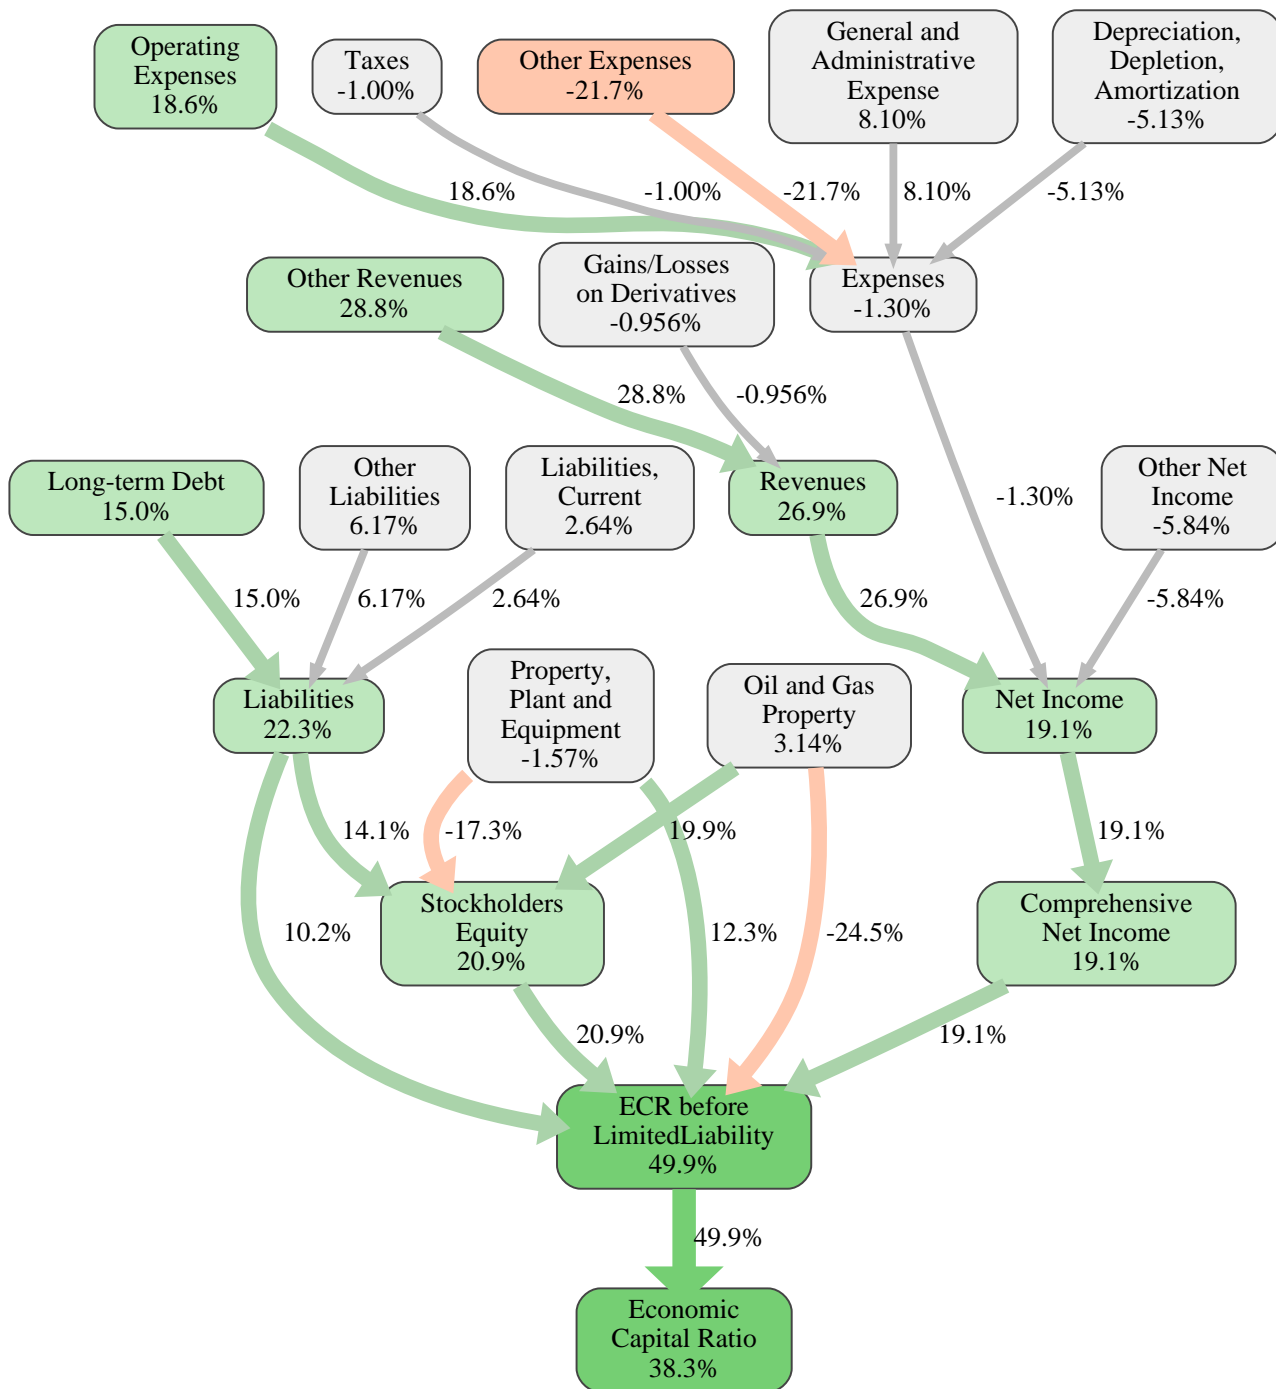 Operating
Expenses
18.6%
Taxes
-1.00%
Other Expenses
-21.7%
General and
Administrative
Expense
8.10%
Depreciation,
Depletion,
Amortization
-5.13%
18.6%
-1.00%
-21.7%
8.10%
-5.13%
Other Revenues
28.8%
Gains/Losses
on Derivatives
-0.956%
Expenses
-1.30%
28.8%
-0.956%
Long-term Debt
15.0%
Other
Liabilities
6.17%
Liabilities,
Current
2.64%
Revenues
26.9%
-1.30%
Other Net
Income
-5.84%
15.0%
6.17%
2.64%
26.9%
-5.84%
Liabilities
22.3%
Property,
Plant and
Equipment
-1.57%
Oil and Gas
Property
3.14%
Net Income
19.1%
14.1%
-17.3%
19.9%
19.1%
10.2%
Stockholders
Equity
20.9%
12.3%
-24.5%
Comprehensive
Net Income
19.1%
20.9%
19.1%
ECR before
LimitedLiability
49.9%
49.9%
Economic
Capital Ratio
38.3%